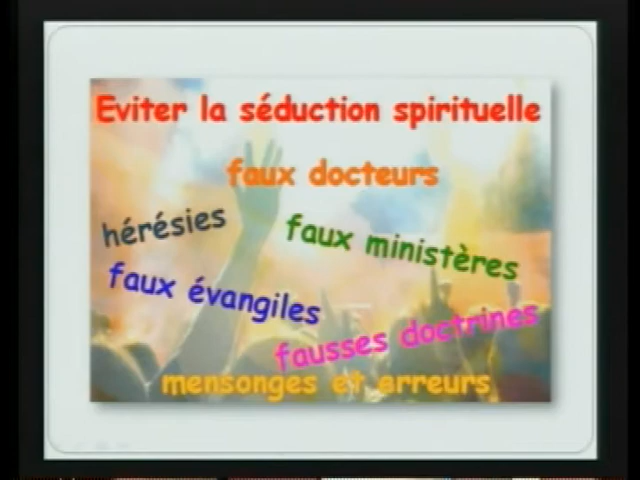 Eviter la séduction spirituelle
faux docteurs
hérésies
faux ministères
faux évangiles
fausses doctrines
mensonges et erreurs